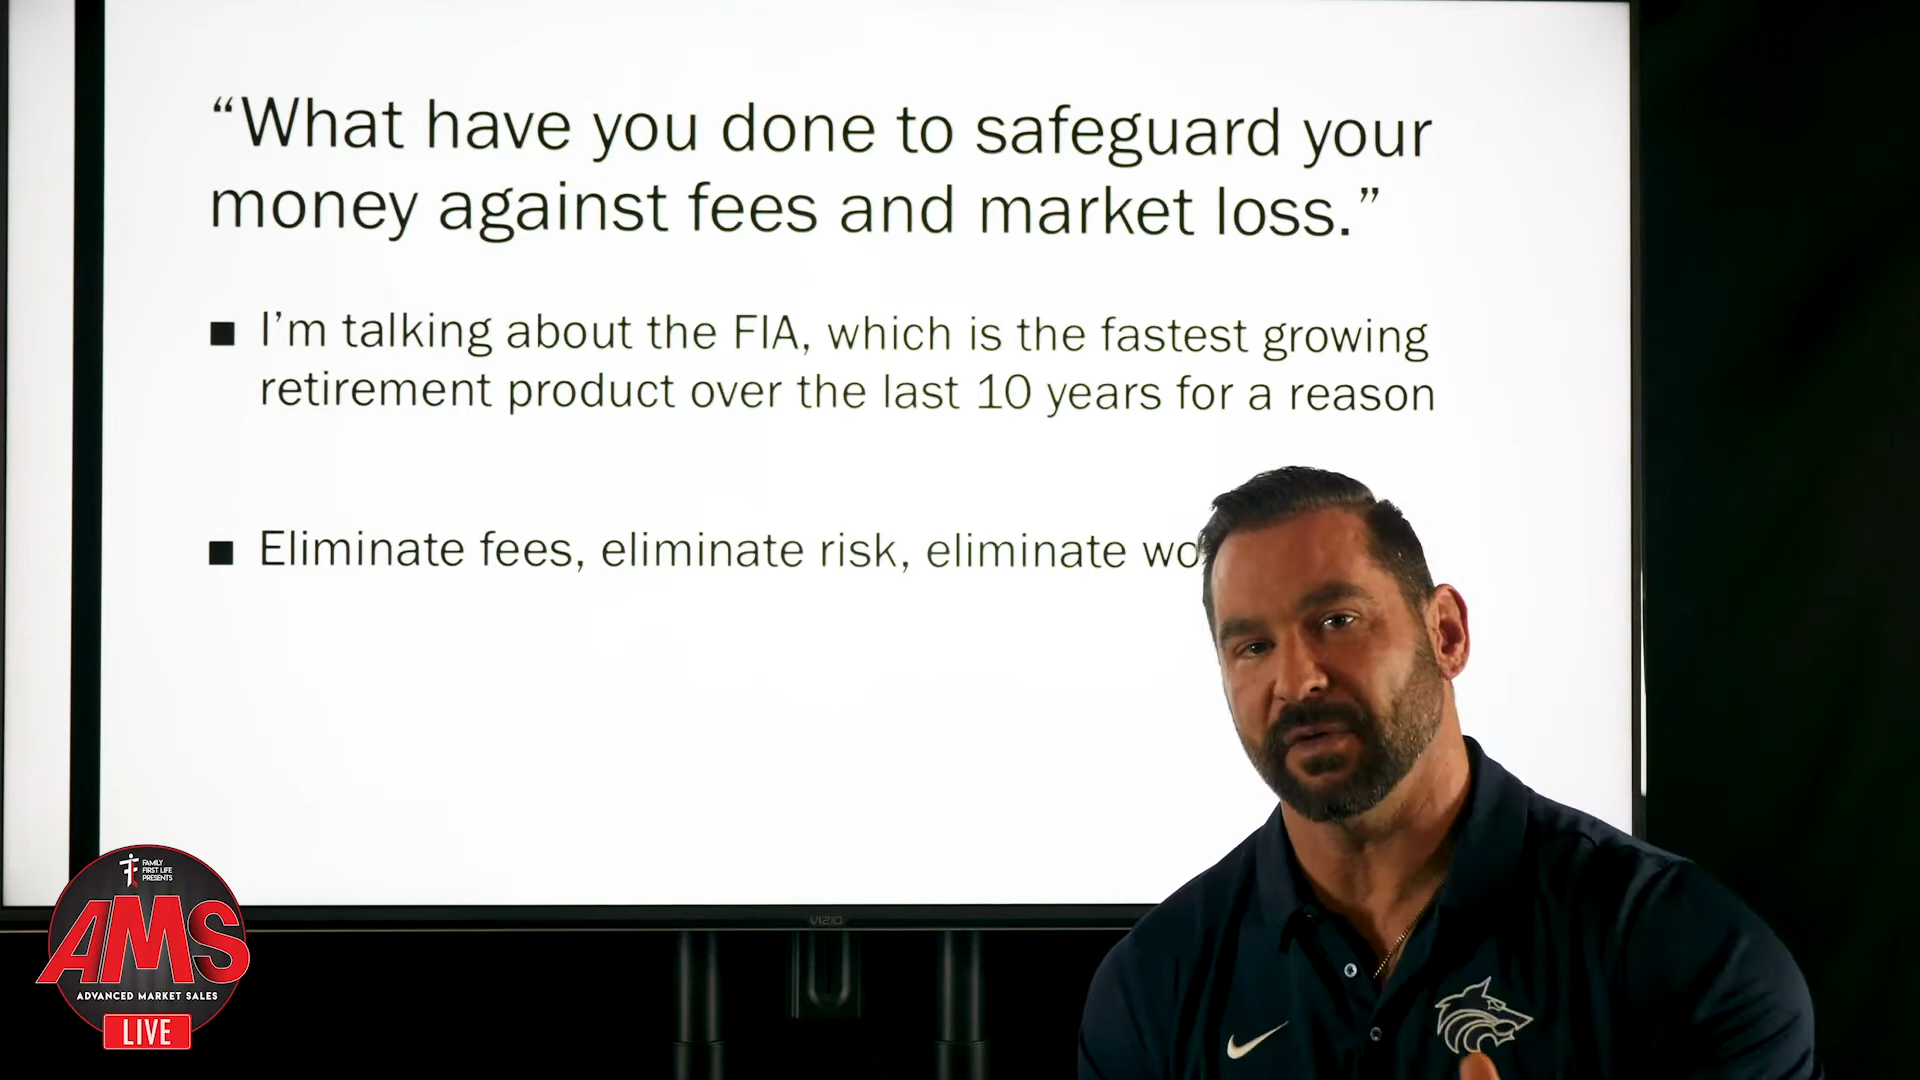 “What have you done to safeguard your
money against fees and market loss.”
■ I’m talking about the FIA, which is the fastest growing
retirement product over the last 10 years for a reason
■ Eliminate fees, eliminate risk, eliminate wo
VIZIO
FAMILY
FIRST LIFE
PRESENTS
AMS
ADVANCED MARKET SALES
LIVE